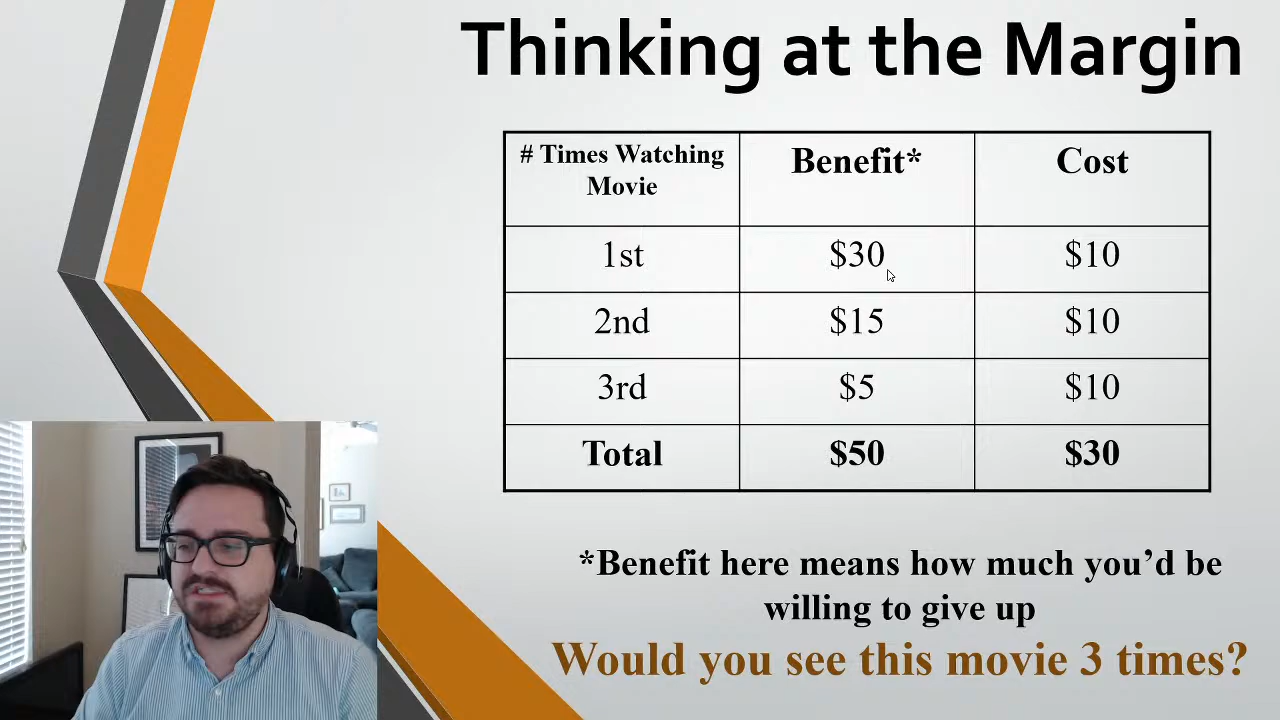 Thinking at the Margin
# Times Watching
Movie
Benefit*
Cost
1st
$30
$10
2nd
$15
$10
3rd
$5
$10
Total
$50
$30
*Benefit here means how much you’d be
willing to give up
Would you see this movie 3 times?